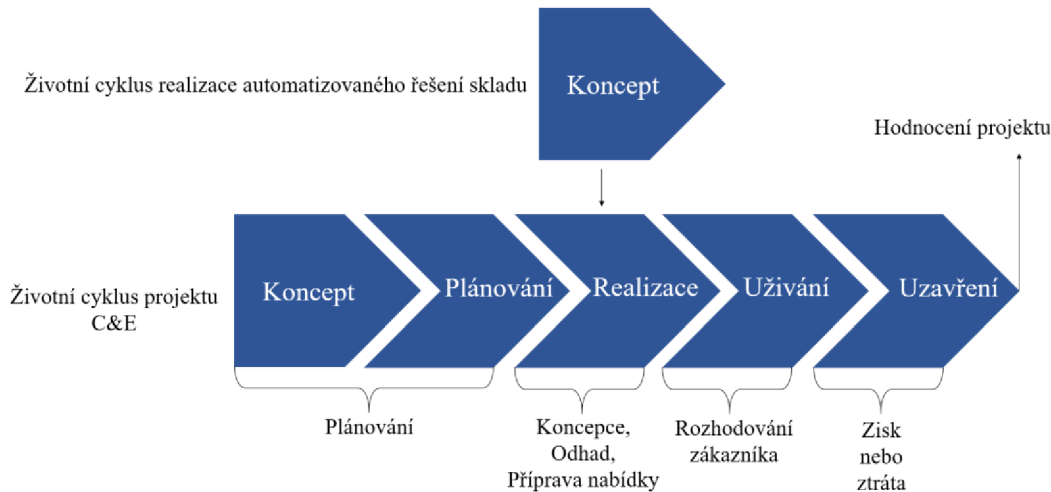 Životní cyklus realizace automatizovaného řešení skladu
Koncept
Hodnocení projektu
Životní cyklus projektu
C&E
Koncept
Plánování
Realizace
Užívání
Uzavření
Plánování
Koncepce,
Odhad,
Příprava nabídky
Rozhodování
zákazníka
Zisk
nebo
ztráta